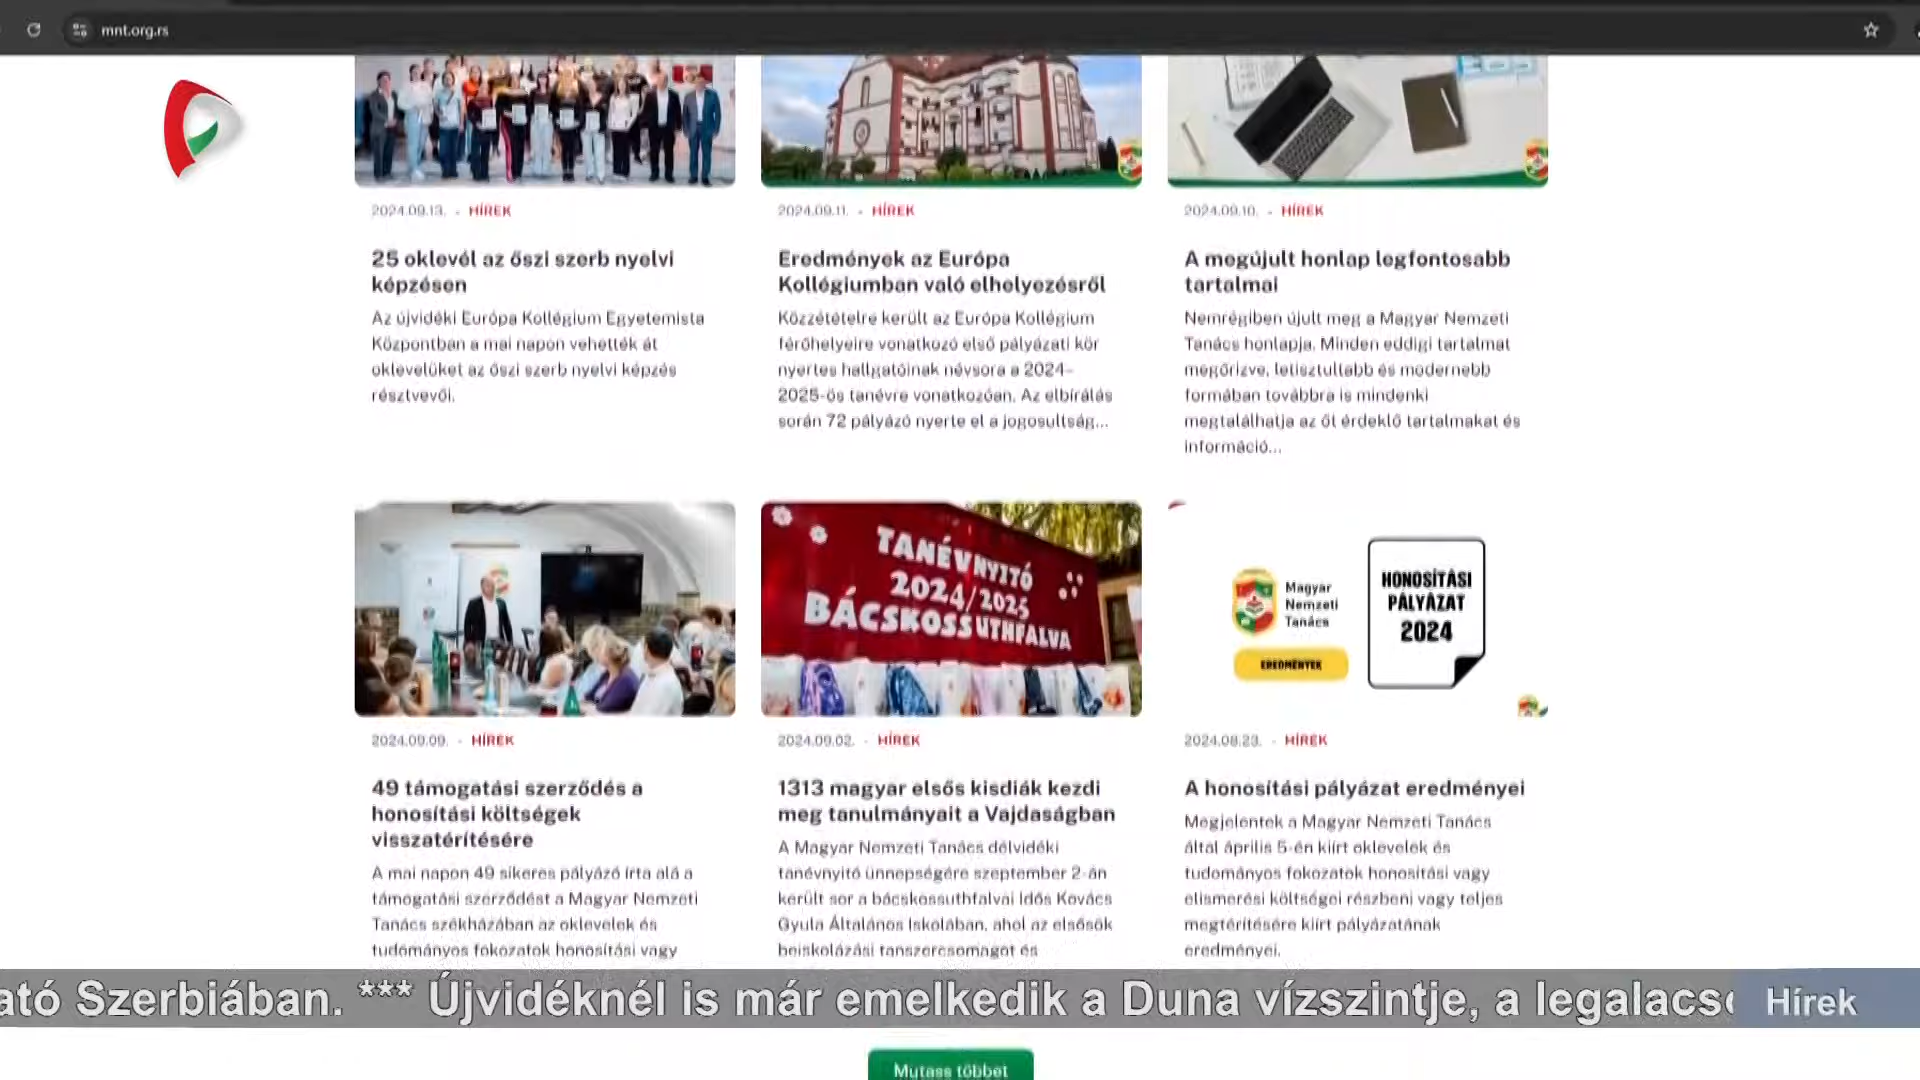 mnt.org.rs
2024.09.13. - HÍREK
25 oklevél az őszi szerb nyelvi
képzésen
Az újvidéki Európa Kollégium Egyetemista
Központban a mai napon vehették át
oklevelüket az őszi szerb nyelvi képzés
résztvevői.
2024.09.11. - HÍREK
Eredmények az Európa
Kollégiumban való elhelyezésről
Közzétételre került az Európa Kollégium
férőhelyeire vonatkozó első pályázati kör
nyertes hallgatóinak névsora a 2024-
2025-ös tanévre vonatkozóan. Az elbírálás
során 72 pályázó nyerte el a jogosultság...
2024.09.10. - HÍREK
A megújult honlap legfontosabb
tartalmai
Nemrégiben újult meg a Magyar Nemzeti
Tanács honlapja. Minden eddigi tartalmat
megőrizve, letisztultabb és modernebb
formában továbbra is mindenki
megtalálhatja az őt érdeklő tartalmakat és
információ...
TANÉVNYITÓ
2024/2025
BÁCSKOSSUTHFALVA
Magyar
Nemzeti
Tanács
EREDMÉNYEK
HONOSÍTÁSI
PÁLYÁZAT
2024
2024.09.09. - HÍREK
49 támogatási szerződés a
honosítási költségek
visszatérítésére
A mai napon 49 sikeres pályázó írta alá a
támogatási szerződést a Magyar Nemzeti
Tanács székházában az oklevelek és
tudományos fokozatok honosítási vagy
2024.09.02. - HÍREK
1313 magyar elsős kisdiák kezdi
meg tanulmányait a Vajdaságban
A Magyar Nemzeti Tanács délvidéki
tanévnyitó ünnepségére szeptember 2-án
került sor a bácskossuthfalvai Idős Kovács
Gyula Általános Iskolában, ahol az elsősök
beiskolázási tanszercsomagot és
2024.08.23. - HÍREK
A honosítási pályázat eredményei
Megjelentek a Magyar Nemzeti Tanács
által április 5-én kiírt oklevelek és
tudományos fokozatok honosítási vagy
elismerési költségei részbeni vagy teljes
megtérítésére kiírt pályázatának
eredményei.
ató Szerbiában. *** Újvidéknél is már emelkedik a Duna vízszintje, a legalacso
Hírek
Mutass többet